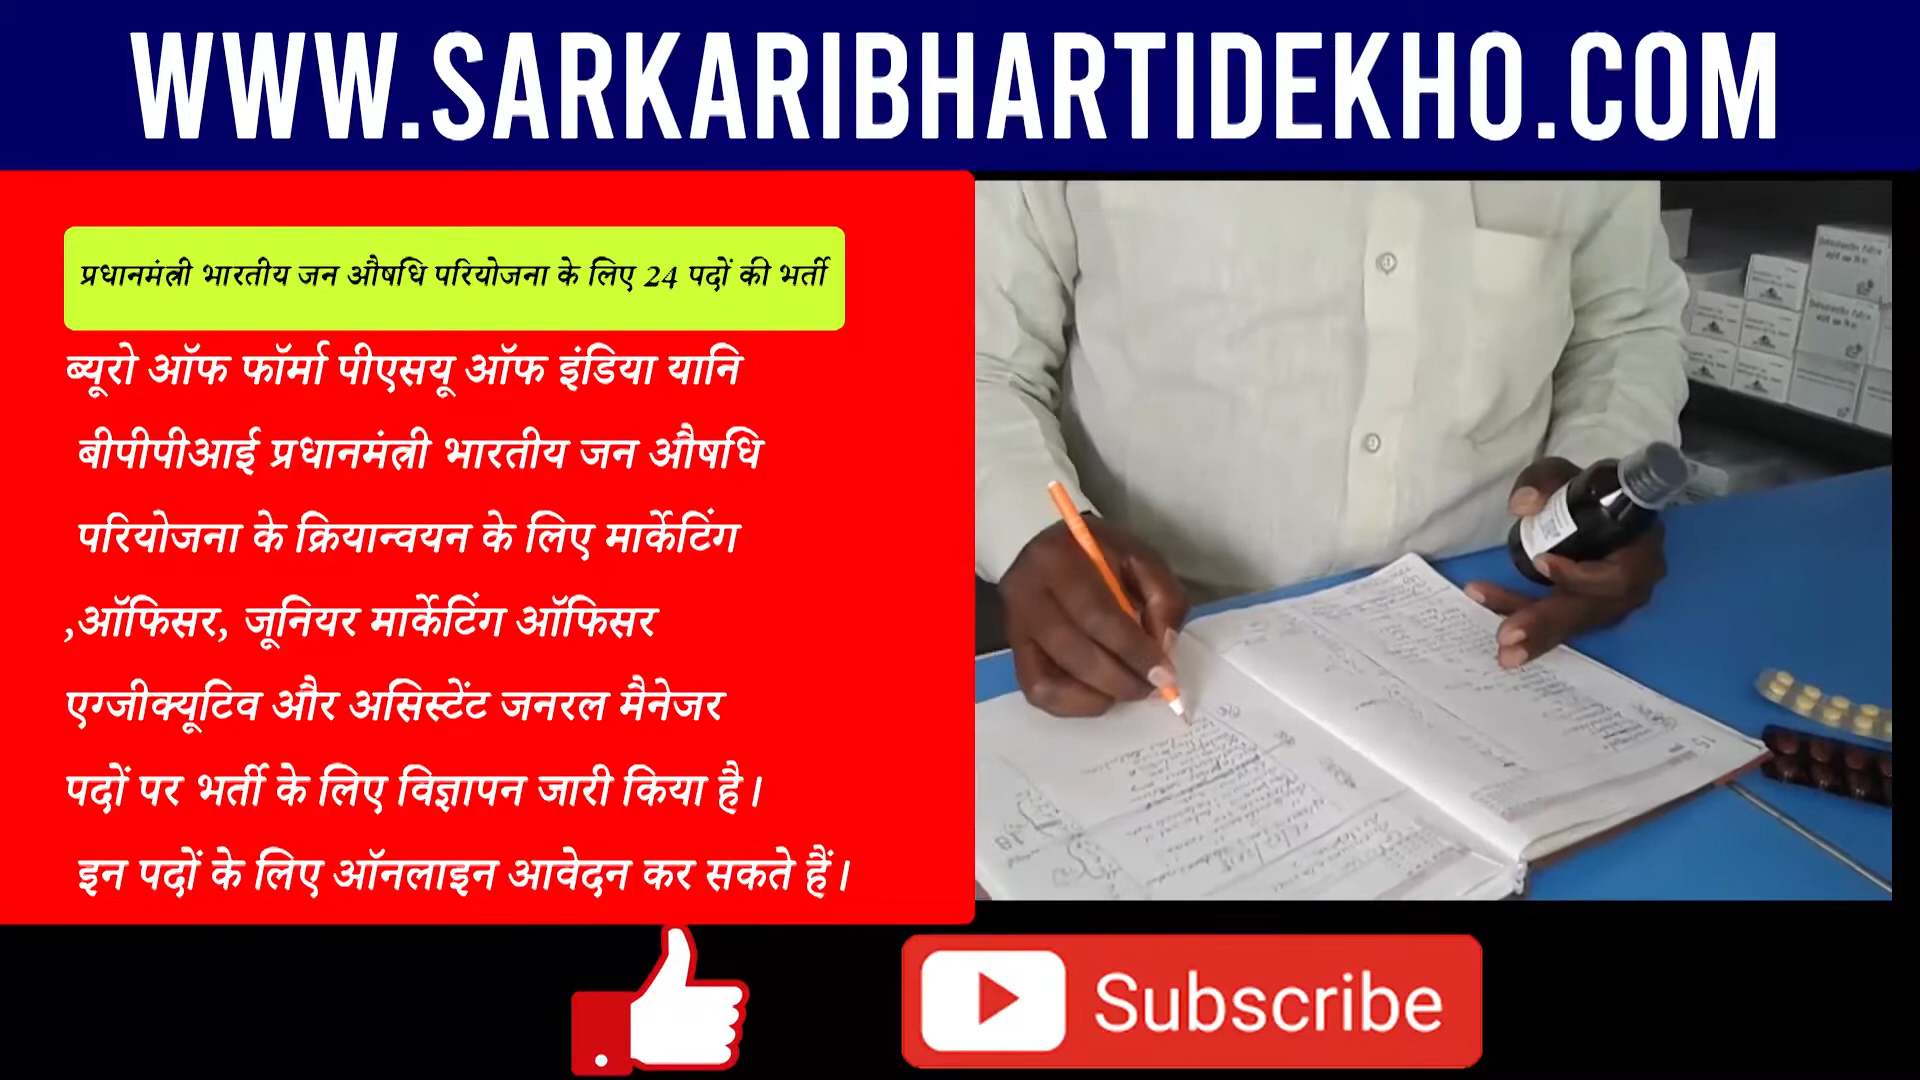 WWW.SARKARIBHARTIDEKHO.COM
प्रधानमंत्री भारतीय जन औषधि परियोजना के लिए 24 पदों की भर्ती
ब्यूरो ऑफ फॉर्मा पीएसयू ऑफ इंडिया यानि
बीपीपीआई प्रधानमंत्री भारतीय जन औषधि
परियोजना के क्रियान्वयन के लिए मार्केटिंग
,ऑफिसर, जूनियर मार्केटिंग ऑफिसर
एग्जीक्यूटिव और असिस्टेंट जनरल मैनेजर
पदों पर भर्ती के लिए विज्ञापन जारी किया है।
इन पदों के लिए ऑनलाइन आवेदन कर सकते हैं।
Subscribe